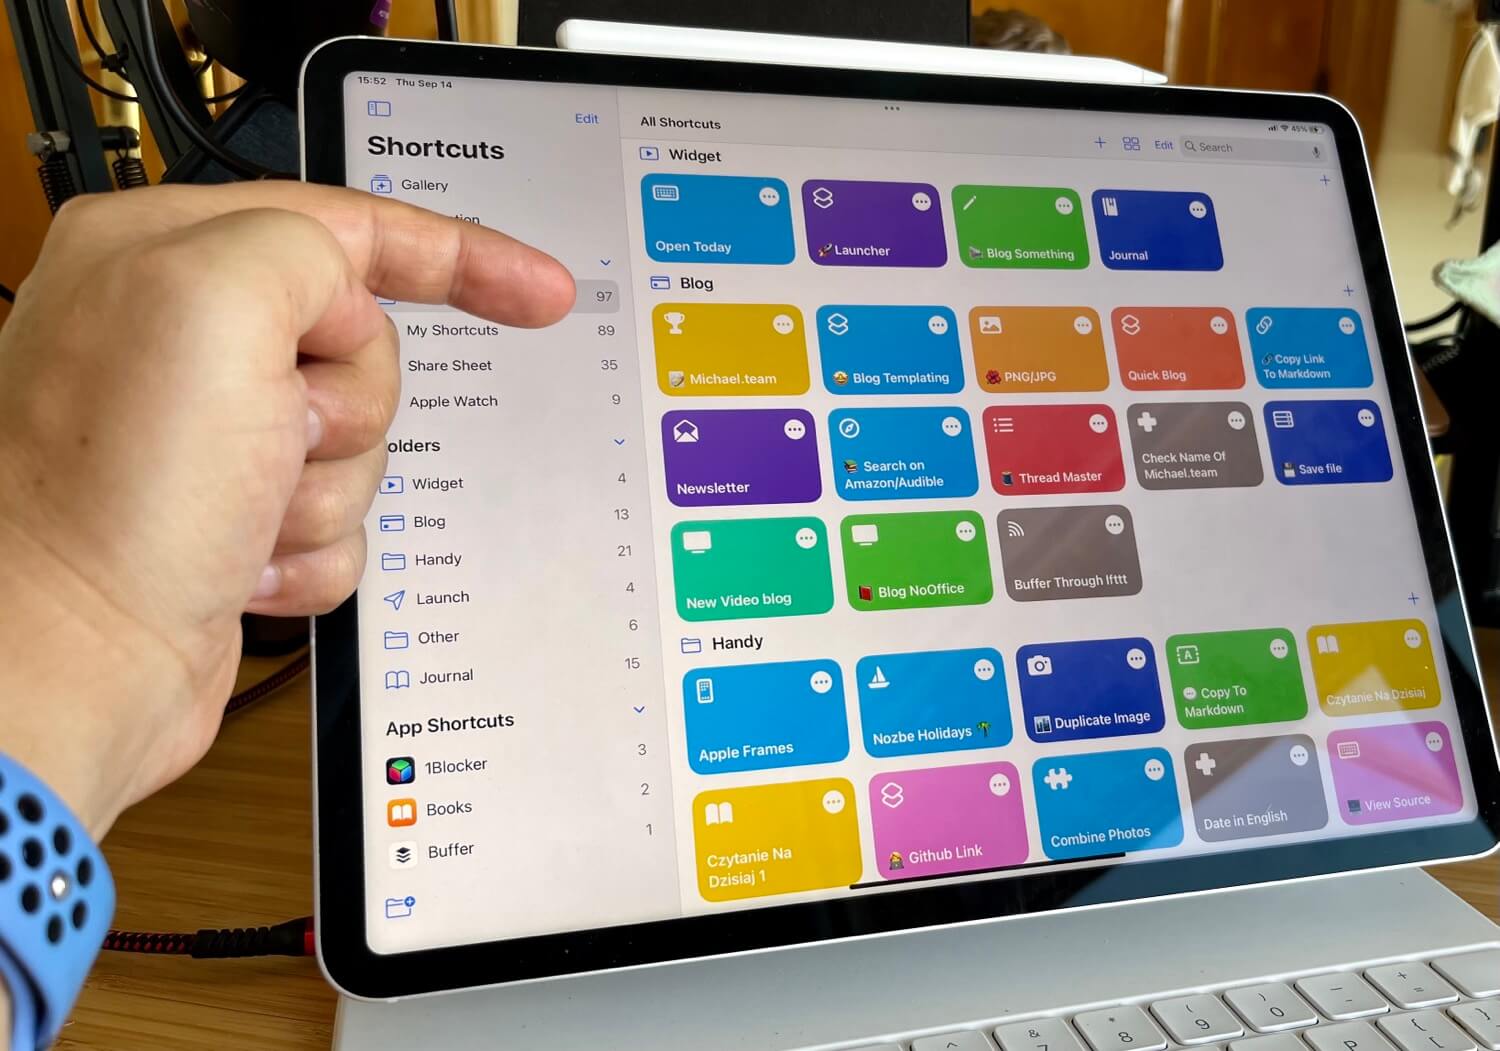 15:52 Thu Sep 14
45%
Edit
Shortcuts
Gallery
97
My Shortcuts 89
Share Sheet 35
Apple Watch 9
olders
Widget 4
Blog 13
Handy 21
Launch 4
Other 6
Journal 15
App Shortcuts
1Blocker 3
Books 2
Buffer 1
All Shortcuts
Edit
Search
Widget
Open Today
🚀 Launcher
Blog Something
Journal
Blog
📝 Michael.team
🤩 Blog Templating
🌺 PNG/JPG
Quick Blog
🔗 Copy Link
To Markdown
Newsletter
📚 Search on
Amazon/Audible
🧵 Thread Master
Check Name Of
Michael.team
💾 Save file
New Video blog
📕 Blog NoOffice
Buffer Through Ifttt
Handy
Apple Frames
Nozbe Holidays 🌴
Duplicate Image
A
Copy To
Markdown
Czytanie Na Dzisiaj
Czytanie Na
Dzisiaj 1
Github Link
Combine Photos
Date in English
View Source
^
& 7
* 8
( 9
) 0
_ -
+ =
P
{ [
}